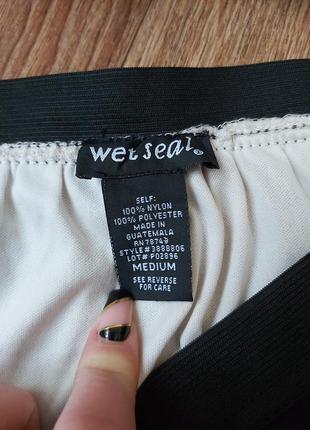 wet seal.
SELF:
100% NYLON
100% POLYESTER
MADE IN
GUATEMALA
RN78749
STYLE#3888806
LOT# P02896
MEDIUM
SEE REVERSE
FOR CARE